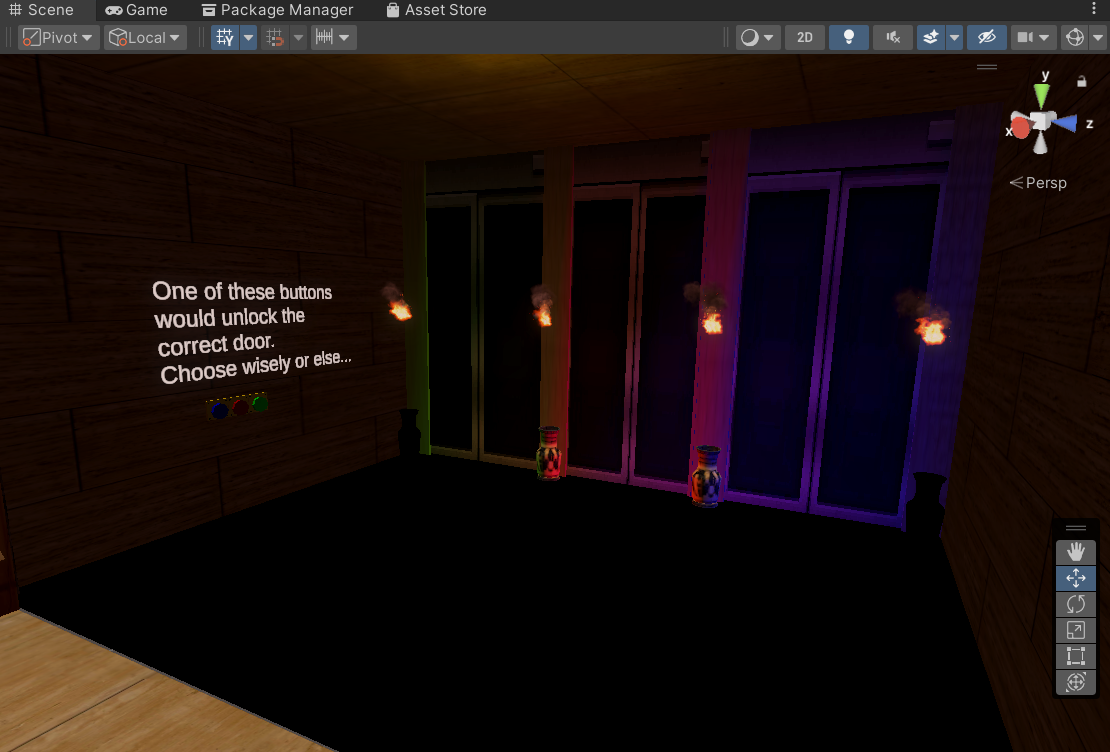 Scene Game Package Manager Asset Store
Pivot Local 2D
y
x z
Persp
One of these buttons
would unlock the
correct door.
Choose wisely or else...